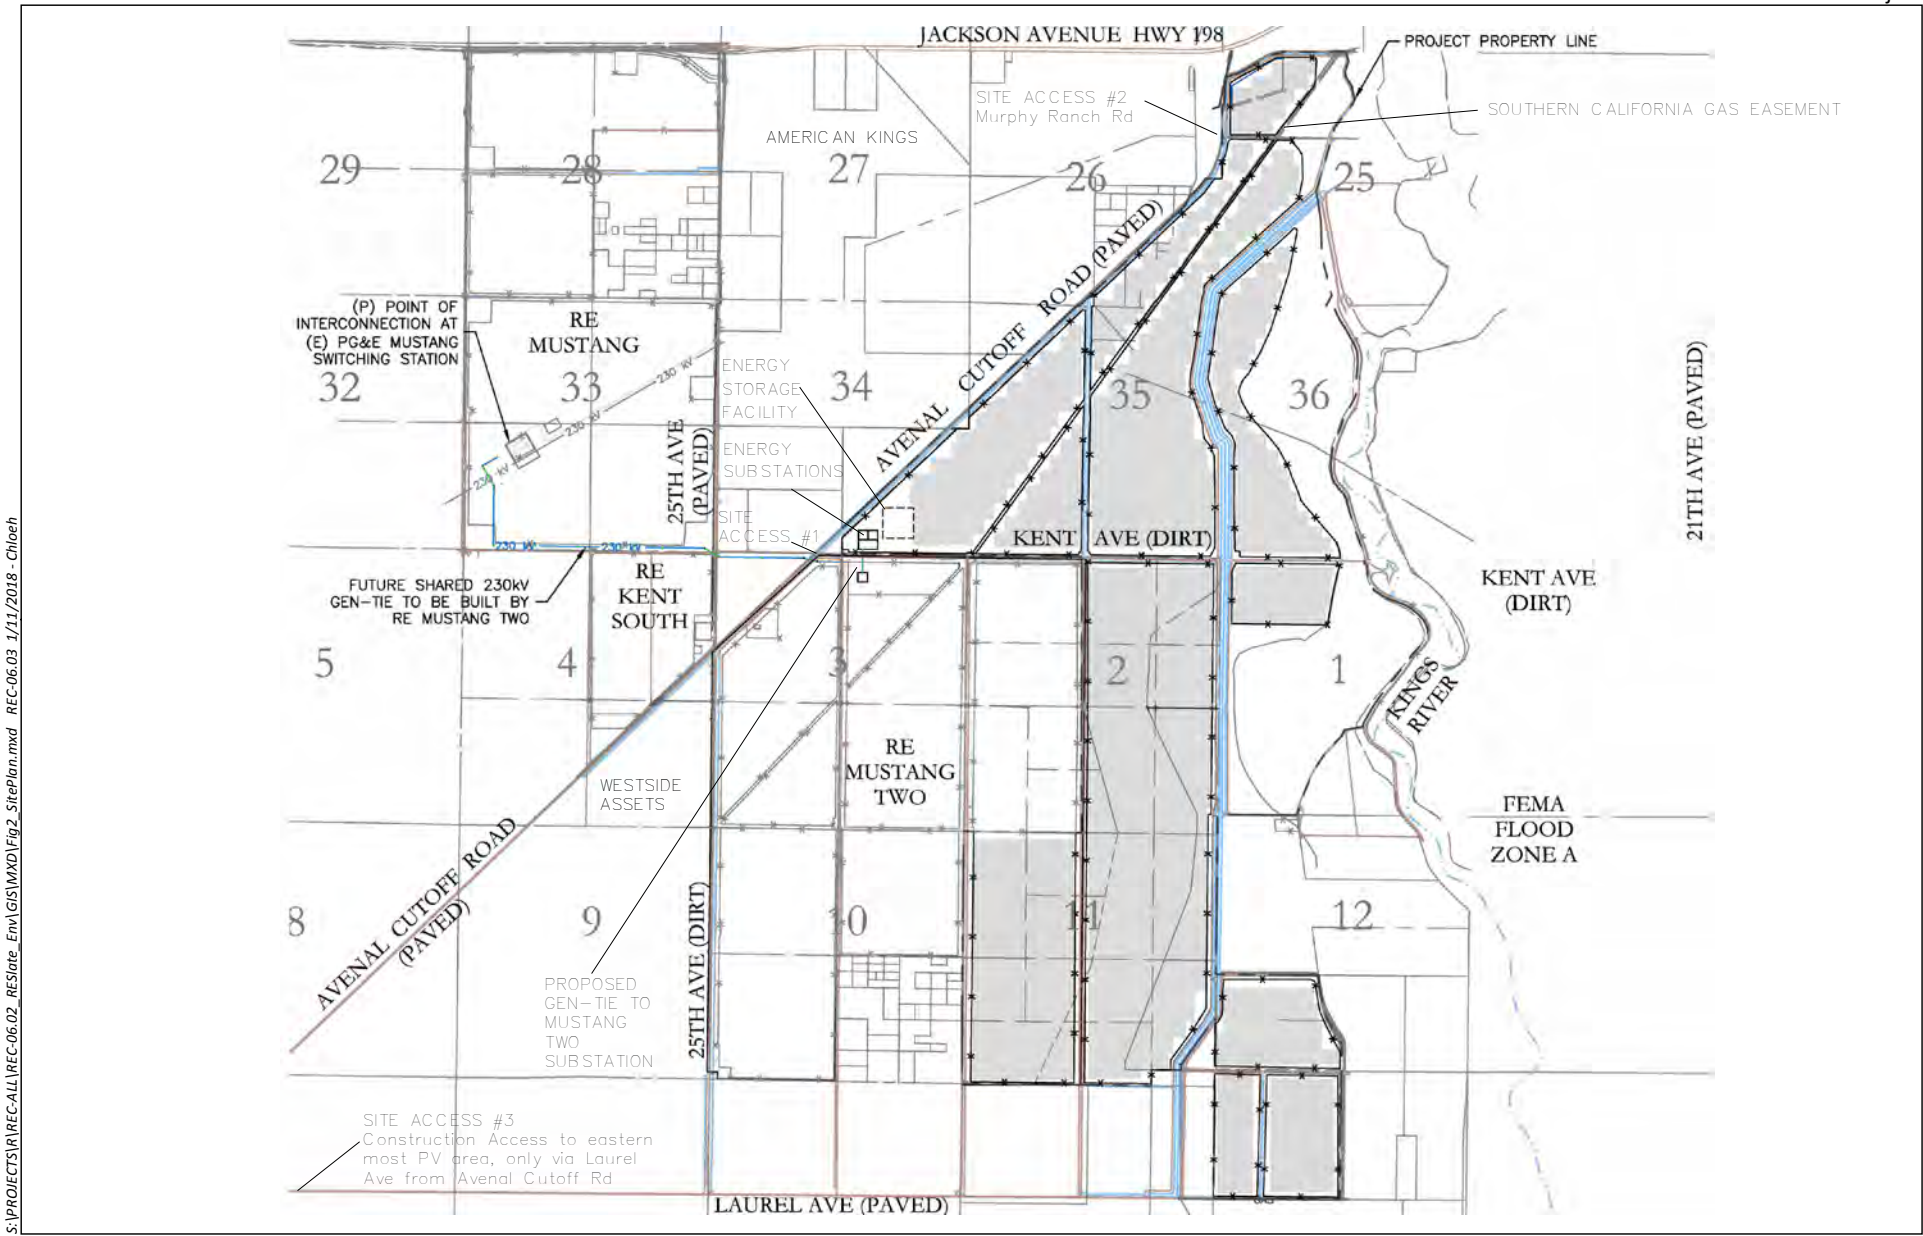 JACKSON AVENUE HWY 198
PROJECT PROPERTY LINE
SITE ACCESS #2
Murphy Ranch Rd
SOUTHERN CALIFORNIA GAS EASEMENT
AMERICAN KINGS
29
28
27
26
25
(P) POINT OF
INTERCONNECTION AT
(E) PG&E MUSTANG
SWITCHING STATION
RE
MUSTANG
230 kV
230 kV
230 kV
32
33
34
35
36
ENERGY
STORAGE
FACILITY
ENERGY
SUBSTATIONS
AVENAL CUTOFF ROAD (PAVED)
25TH AVE
(PAVED)
21TH AVE (PAVED)
SITE
ACCESS #1
KENT AVE (DIRT)
230 kV
230 kV
FUTURE SHARED 230kV
GEN-TIE TO BE BUILT BY
RE MUSTANG TWO
RE
KENT
SOUTH
KENT AVE
(DIRT)
5
4
3
2
1
KINGS
RIVER
RE
MUSTANG
TWO
WESTSIDE
ASSETS
FEMA
FLOOD
ZONE A
AVENAL CUTOFF ROAD
(PAVED)
8
9
10
11
12
25TH AVE (DIRT)
PROPOSED
GEN-TIE TO
MUSTANG
TWO
SUBSTATION
SITE ACCESS #3
Construction Access to eastern
most PV area, only via Laurel
Ave from Avenal Cutoff Rd
LAUREL AVE (PAVED)
S:\PROJECTS\R\REC-ALL\REC-06.02_RESlate_Env\GIS\MXD\Fig2_SitePlan.mxd REC-06.03 1/11/2018 - Chloeh